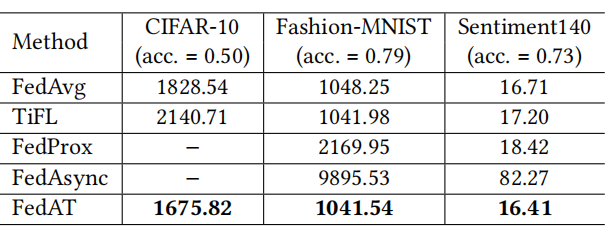 Method CIFAR-10 Fashion-MNIST Sentiment140
(acc. = 0.50) (acc. = 0.79) (acc. = 0.73)
FedAvg 1828.54 1048.25 16.71
TiFL 2140.71 1041.98 17.20
FedProx – 2169.95 18.42
FedAsync – 9895.53 82.27
FedAT 1675.82 1041.54 16.41